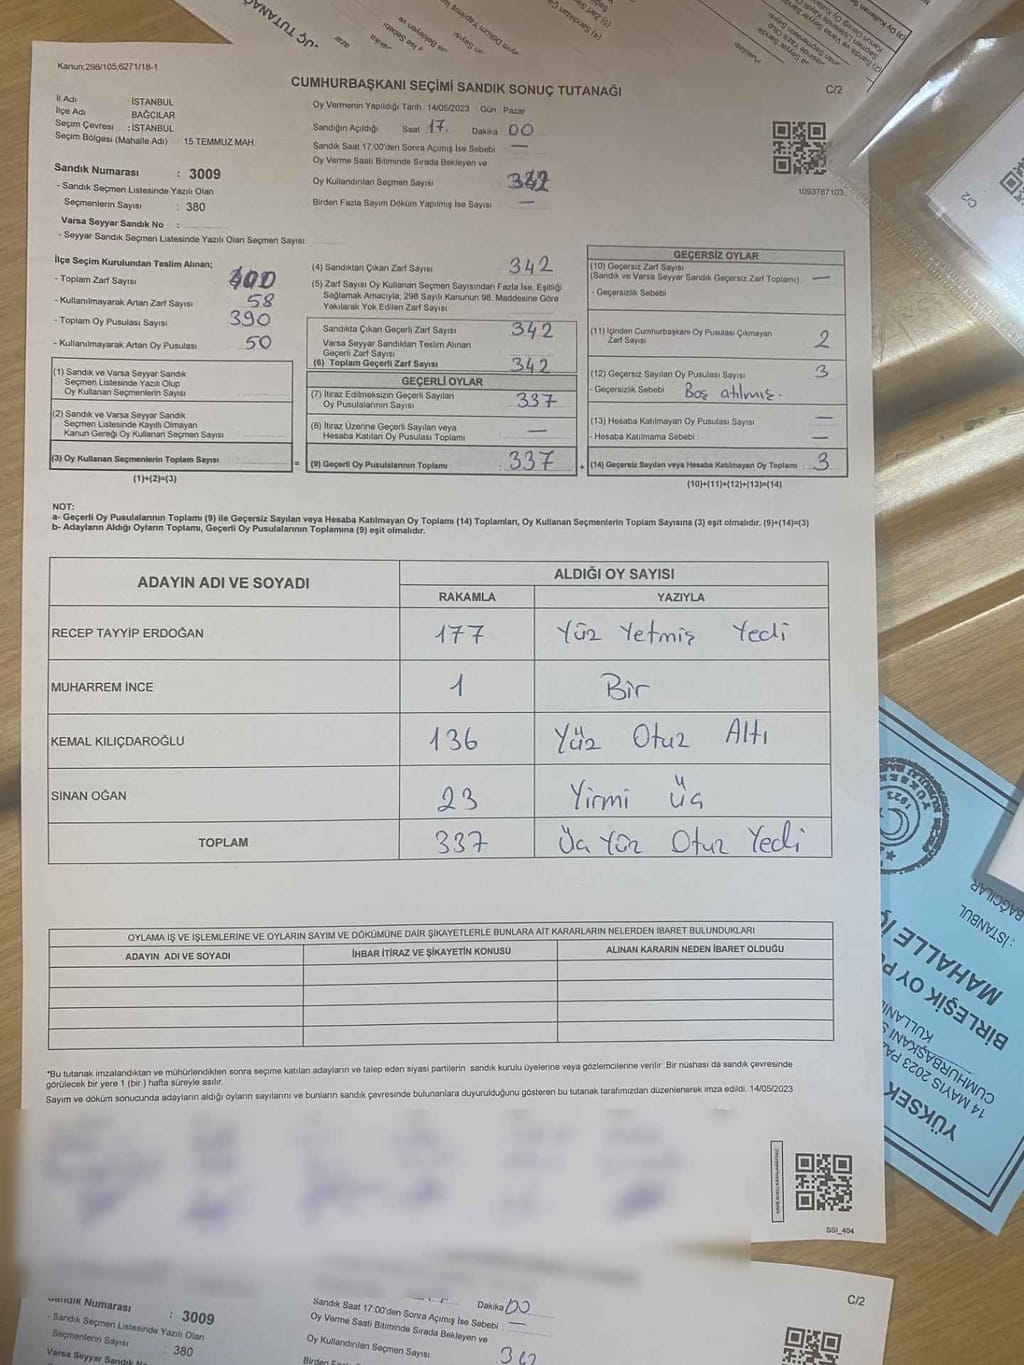 Kanun;298/105,6271/18-1
CUMHURBAŞKANI SEÇİMİ SANDIK SONUÇ TUTANAĞI
C/2
İl Adı İSTANBUL
İlçe Adı BAĞCILAR
Seçim Çevresi : İSTANBUL
Seçim Bölgesi (Mahalle Adı) 15 TEMMUZ MAH
Oy Vermenin Yapıldığı Tarih 14/05/2023 Gün Pazar
Sandığın Açıldığı Saat 17. Dakika 00
Sandık Saat 17:00'den Sonra Açımış İse Sebebi —
Oy Verme Saati Bitiminde Sırada Bekleyen ve
Oy Kullandırılan Seçmen Sayısı 342
Birden Fazla Sayım Döküm Yapılmış İse Sayısı —
1093787103
Sandık Numarası : 3009
- Sandık Seçmen Listesinde Yazılı Olan
Seçmenlerin Sayısı : 380
Varsa Seyyar Sandık No :
- Seyyar Sandık Seçmen Listesinde Yazılı Olan Seçmen Sayısı
İlçe Seçim Kurulundan Teslim Alınan;
- Toplam Zarf Sayısı 400
- Kullanılmayarak Artan Zarf Sayısı 58
- Toplam Oy Pusulası Sayısı 390
- Kullanılmayarak Artan Oy Pusulası 50
(1) Sandık ve Varsa Seyyar Sandık
Seçmen Listesinde Yazılı Olup
Oy Kullanan Seçmenlerin Sayısı
(2) Sandık ve Varsa Seyyar Sandık
Seçmen Listesinde Kayıtlı Olmayan
Kanun Gereği Oy Kullanan Seçmen Sayısı
(3) Oy Kullanan Seçmenlerin Toplam Sayısı =
(1)+(2)=(3)
(4) Sandıktan Çıkan Zarf Sayısı 342
(5) Zarf Sayısı Oy Kullanan Seçmen Sayısından Fazla İse, Eşitliği
Sağlamak Amacıyla; 298 Sayılı Kanunun 98. Maddesine Göre
Yakılarak Yok Edilen Zarf Sayısı
Sandıkta Çıkan Geçerli Zarf Sayısı 342
Varsa Seyyar Sandıktan Teslim Alınan
Geçerli Zarf Sayısı
(6) Toplam Geçerli Zarf Sayısı 342
GEÇERLİ OYLAR
(7) İtiraz Edilmeksizin Geçerli Sayılan
Oy Pusulalarının Sayısı 337
(8) İtiraz Üzerine Geçerli Sayılan veya
Hesaba Katılan Oy Pusulası Toplamı —
(9) Geçerli Oy Pusulalarının Toplamı : 337 +
GEÇERSİZ OYLAR
(10) Geçersiz Zarf Sayısı
(Sandık ve Varsa Seyyar Sandık Geçersiz Zarf Toplamı) —
- Geçersizlik Sebebi
(11) İçinden Cumhurbaşkanı Oy Pusulası Çıkmayan
Zarf Sayısı 2
(12) Geçersiz Sayılan Oy Pusulası Sayısı 3
- Geçersizlik Sebebi Boş atılmış.
(13) Hesaba Katılmayan Oy Pusulası Sayısı —
- Hesaba Katılmama Sebebi : —
(14) Geçersiz Sayılan veya Hesaba Katılmayan Oy Toplamı : 3
(10)+(11)+(12)+(13)=(14)
NOT:
a- Geçerli Oy Pusulalarının Toplamı (9) ile Geçersiz Sayılan veya Hesaba Katılmayan Oy Toplamı (14) Toplamları, Oy Kullanan Seçmenlerin Toplam Sayısına (3) eşit olmalıdır. (9)+(14)=(3)
b- Adayların Aldığı Oyların Toplamı, Geçerli Oy Pusulalarının Toplamına (9) eşit olmalıdır.
ADAYIN ADI VE SOYADI
ALDIĞI OY SAYISI
RAKAMLA YAZIYLA
RECEP TAYYİP ERDOĞAN 177 Yüz Yetmiş Yedi
MUHARREM İNCE 1 Bir
KEMAL KILIÇDAROĞLU 136 Yüz Otuz Altı
SİNAN OĞAN 23 Yirmi Üç
TOPLAM 337 Üç Yüz Otuz Yedi
OYLAMA İŞ VE İŞLEMLERİNE VE OYLARIN SAYIM VE DÖKÜMÜNE DAİR ŞİKAYETLERLE BUNLARA AİT KARARLARIN NELERDEN İBARET BULUNDUKLARI
ADAYIN ADI VE SOYADI İHBAR İTİRAZ VE ŞİKAYETİN KONUSU ALINAN KARARIN NEDEN İBARET OLDUĞU
*Bu tutanak imzalandıktan ve mühürlendikten sonra seçime katılan adayların ve talep eden siyasi partilerin sandık kurulu üyelerine veya gözlemcilerine verilir. Bir nüshası da sandık çevresinde
görülecek bir yere 1 (bir) hafta süreyle asılır.
Sayım ve döküm sonucunda adayların aldığı oyların sayılarını ve bunların sandık çevresinde bulunanlara duyurulduğunu gösteren bu tutanak tarafımızdan düzenlenerek imza edildi. 14/05/2023
SSI_404
Sandık Numarası : 3009
- Sandık Seçmen Listesinde Yazılı Olan
Seçmenlerin Sayısı : 380
Varsa Seyyar Sandık No
Dakika 00
Sandık Saat 17:00'den Sonra Açımış İse Sebebi : —
Oy Verme Saati Bitiminde Sırada Bekleyen ve
Oy Kullandırılan Seçmen Sayısı
Birden Fazla Sayım
C/2
C/2
YÜKSEK
14 MAYIS 2023 PAZ
CUMHURBAŞKANI S
KULLANI
BİRLEŞİK OY P
MAHALLE İ
: İSTANBUL
BAĞCILAR
1923